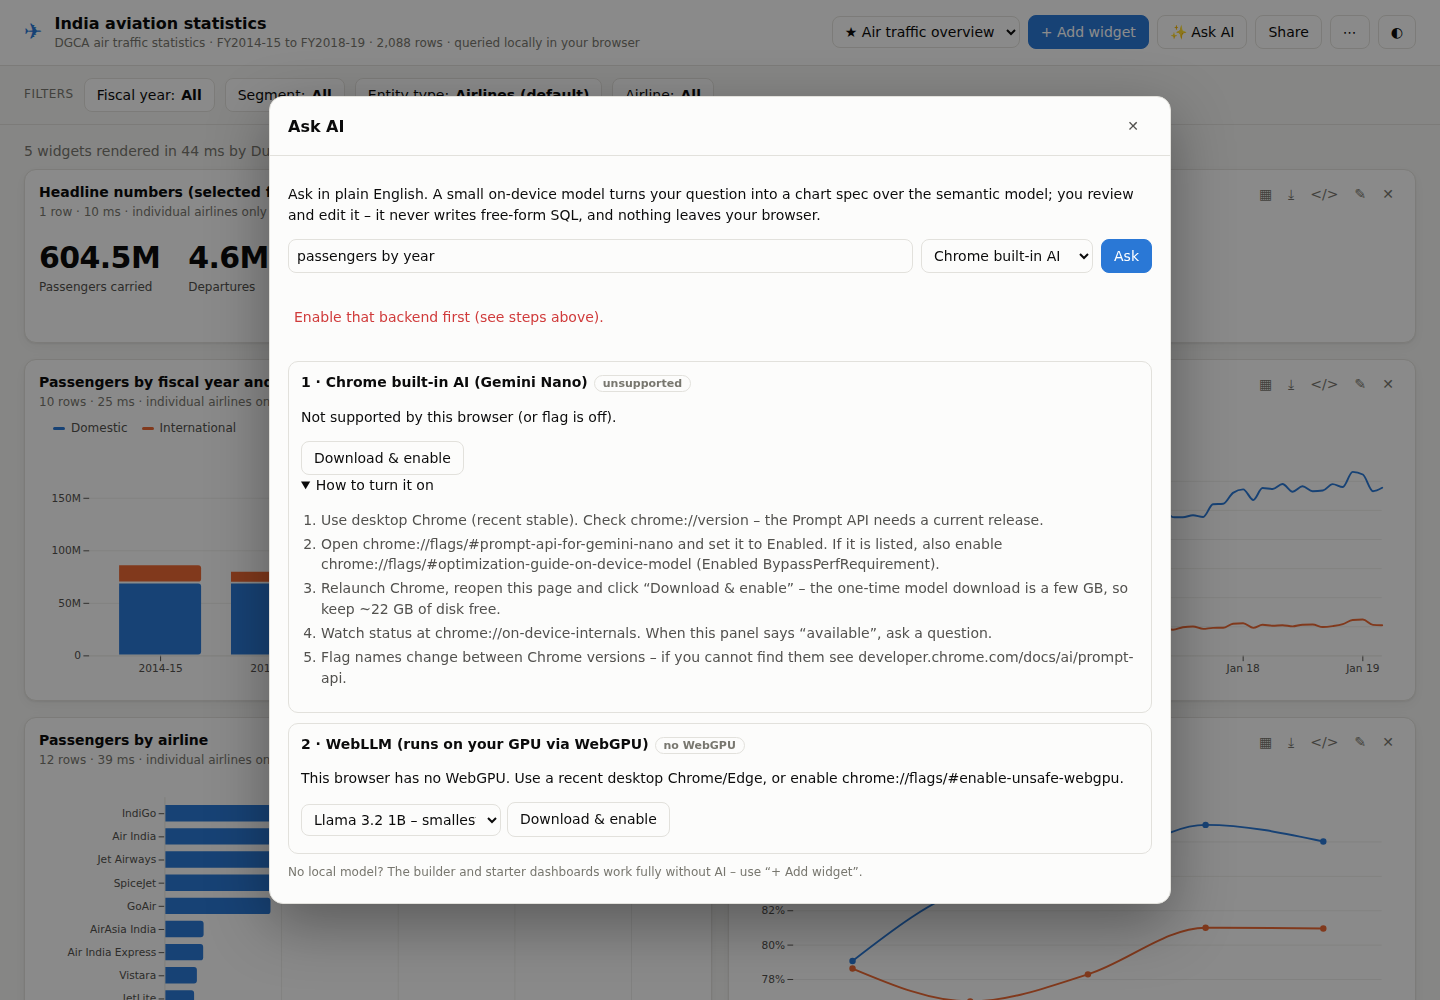 India aviation statistics
DGCA air traffic statistics · FY2014-15 to FY2018-19 · 2,088 rows · queried locally in your browser
★ Air traffic overview
+ Add widget
✨ Ask AI
Share
⋯
◐
FILTERS
Fiscal year: All
Segment: All
Entity type: Airlines (default)
Airline: All
5 widgets rendered in 44 ms by Du
Headline numbers (selected f
1 row · 10 ms · individual airlines only
604.5M
4.6M
Passengers carried
Departures
Ask AI
✕
Ask in plain English. A small on-device model turns your question into a chart spec over the semantic model; you review
and edit it – it never writes free-form SQL, and nothing leaves your browser.
passengers by year
Chrome built-in AI
Ask
Enable that backend first (see steps above).
1 · Chrome built-in AI (Gemini Nano) unsupported
Not supported by this browser (or flag is off).
Download & enable
▼ How to turn it on
1. Use desktop Chrome (recent stable). Check chrome://version – the Prompt API needs a current release.
2. Open chrome://flags/#prompt-api-for-gemini-nano and set it to Enabled. If it is listed, also enable
chrome://flags/#optimization-guide-on-device-model (Enabled BypassPerfRequirement).
3. Relaunch Chrome, reopen this page and click “Download & enable” – the one-time model download is a few GB, so
keep ~22 GB of disk free.
4. Watch status at chrome://on-device-internals. When this panel says “available”, ask a question.
5. Flag names change between Chrome versions – if you cannot find them see developer.chrome.com/docs/ai/prompt-
api.
2 · WebLLM (runs on your GPU via WebGPU) no WebGPU
This browser has no WebGPU. Use a recent desktop Chrome/Edge, or enable chrome://flags/#enable-unsafe-webgpu.
Llama 3.2 1B – smalles
Download & enable
No local model? The builder and starter dashboards work fully without AI – use “+ Add widget”.
▦ ⤓ </> ✎ ✕
Passengers by fiscal year and
10 rows · 25 ms · individual airlines on
Domestic
International
150M
100M
50M
0
2014-15
201
▦ ⤓ </> ✎ ✕
Jan 18
Jan 19
Passengers by airline
12 rows · 39 ms · individual airlines on
IndiGo
Air India
Jet Airways
SpiceJet
GoAir
AirAsia India
Air India Express
Vistara
JetLite
▦ ⤓ </> ✎ ✕
82%
80%
78%